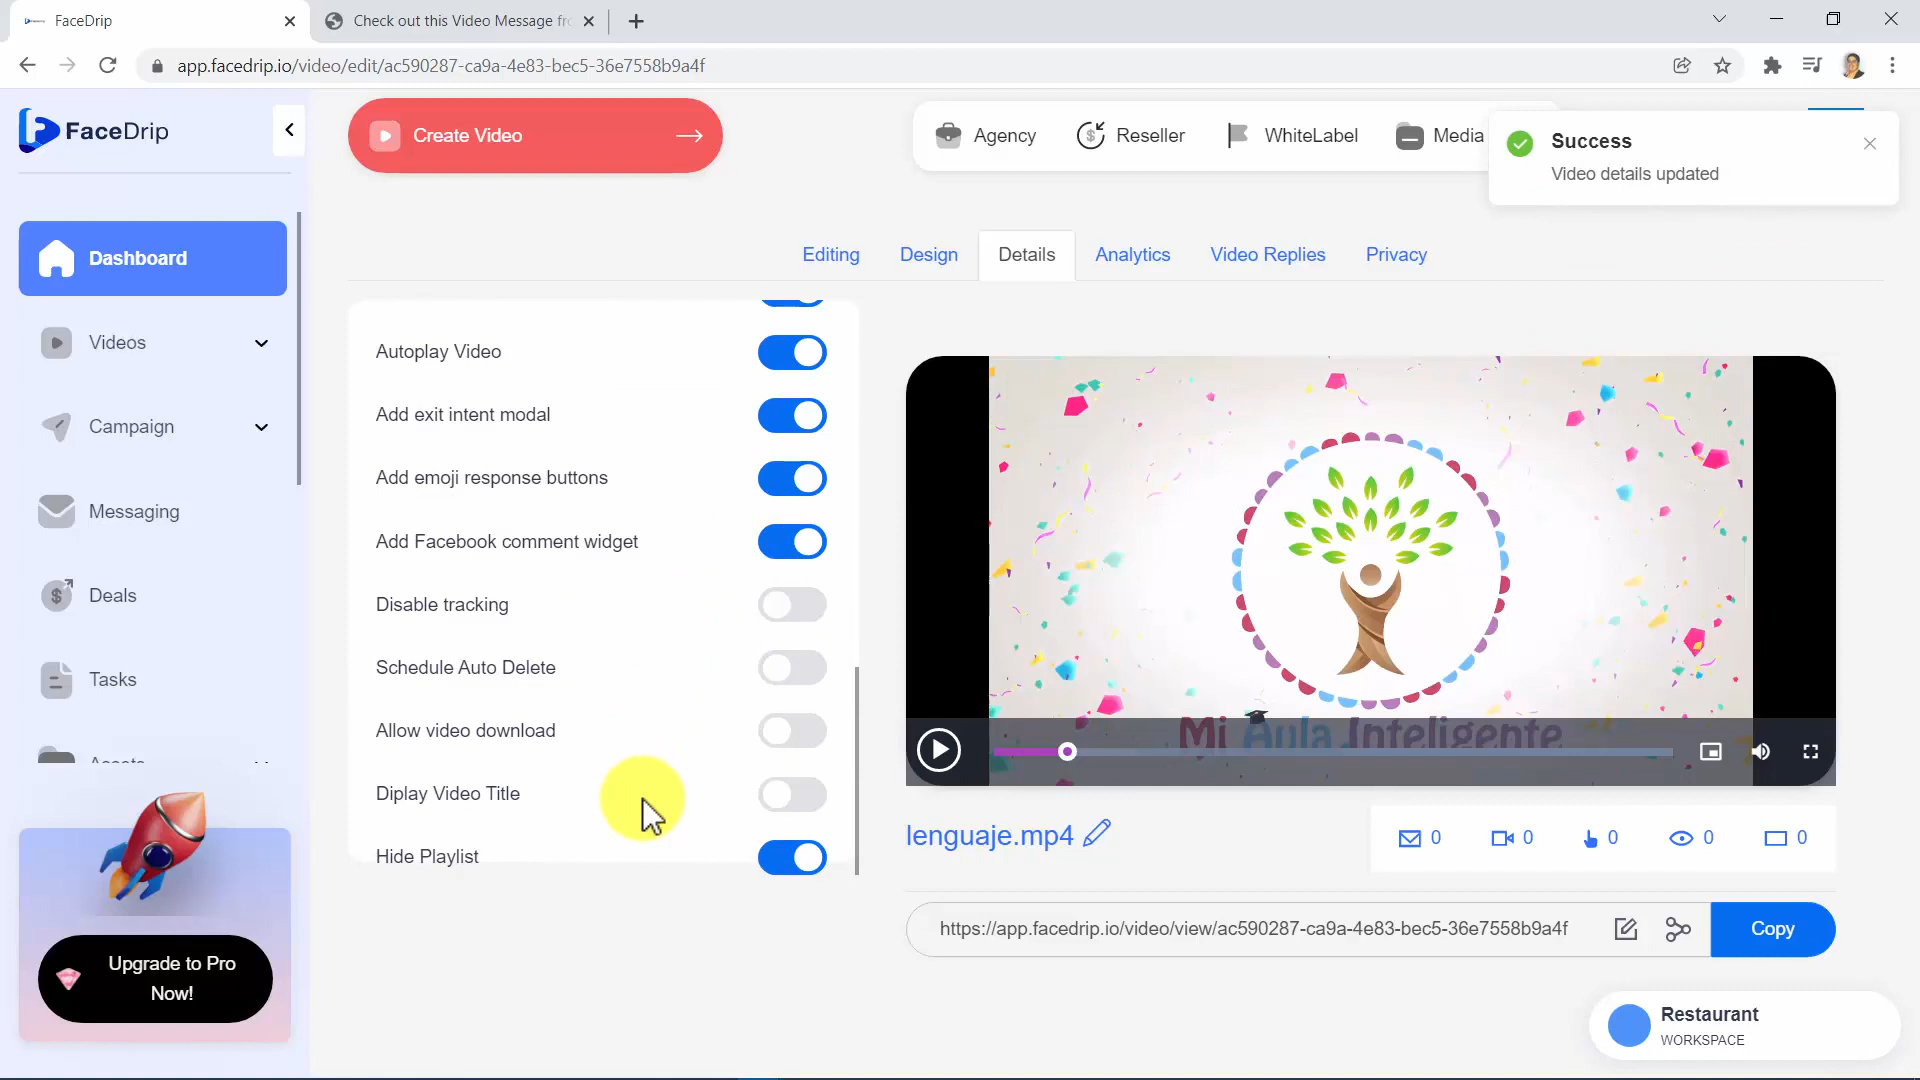 FaceDrip
Check out this Video Message fr
app.facedrip.io/video/edit/ac590287-ca9a-4e83-bec5-36e7558b9a4f
FaceDrip
Create Video
Agency
Reseller
WhiteLabel
Media
Success
Video details updated
Dashboard
Videos
Campaign
Messaging
Deals
Tasks
Assets
Upgrade to Pro
Now!
Editing
Design
Details
Analytics
Video Replies
Privacy
Autoplay Video
Add exit intent modal
Add emoji response buttons
Add Facebook comment widget
Disable tracking
Schedule Auto Delete
Allow video download
Diplay Video Title
Hide Playlist
Mi Aula Inteligente
lenguaje.mp4
0
0
0
0
0
https://app.facedrip.io/video/view/ac590287-ca9a-4e83-bec5-36e7558b9a4f
Copy
Restaurant
WORKSPACE